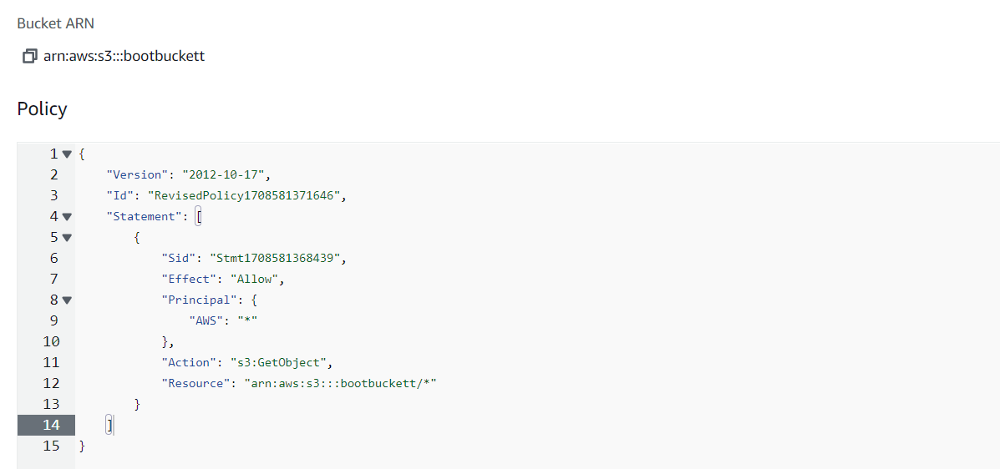 Bucket ARN
arn:aws:s3:::bootbuckett
Policy
1 {
2 "Version": "2012-10-17",
3 "Id": "RevisedPolicy1708581371646",
4 "Statement": [
5 {
6 "Sid": "Stmt1708581368439",
7 "Effect": "Allow",
8 "Principal": {
9 "AWS": "*"
10 },
11 "Action": "s3:GetObject",
12 "Resource": "arn:aws:s3:::bootbuckett/*"
13 }
14 ]
15 }